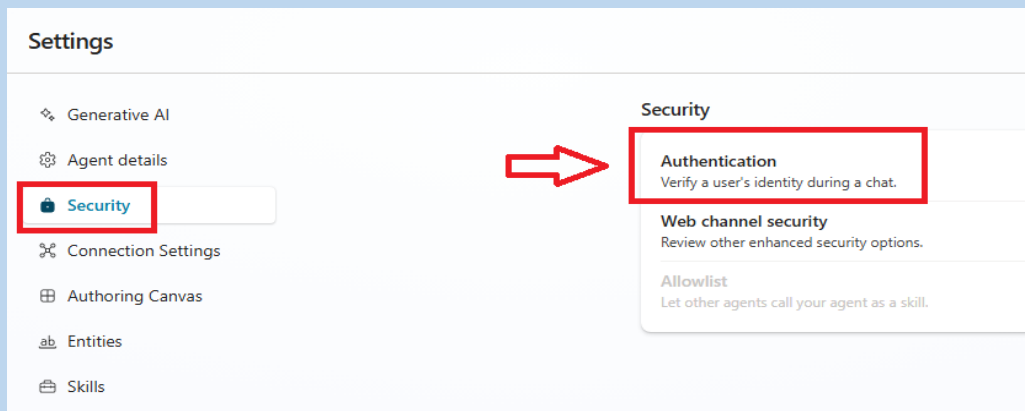 Settings
Generative AI
Agent details
Security
Connection Settings
Authoring Canvas
ab Entities
Skills
Security
Authentication
Verify a user's identity during a chat.
Web channel security
Review other enhanced security options.
Allowlist
Let other agents call your agent as a skill.